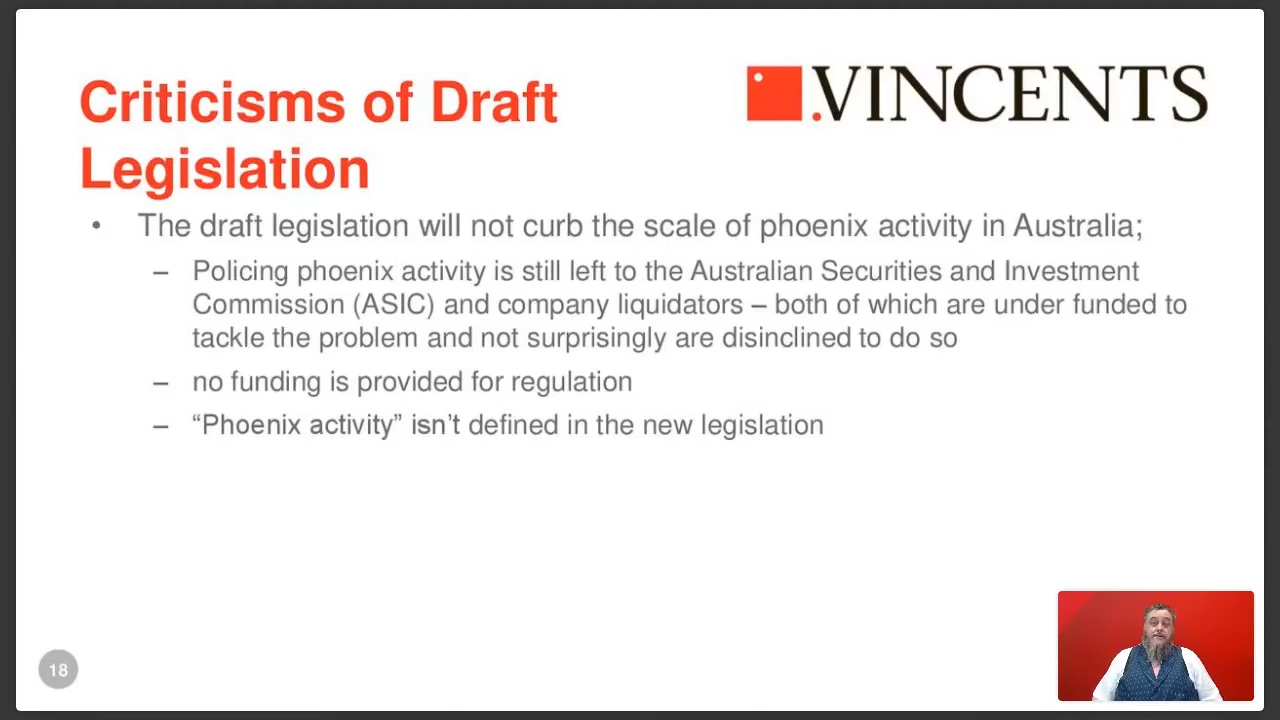 Criticisms of Draft
Legislation
.VINCENTS
• The draft legislation will not curb the scale of phoenix activity in Australia;
– Policing phoenix activity is still left to the Australian Securities and Investment
Commission (ASIC) and company liquidators – both of which are under funded to
tackle the problem and not surprisingly are disinclined to do so
– no funding is provided for regulation
– “Phoenix activity” isn’t defined in the new legislation
18